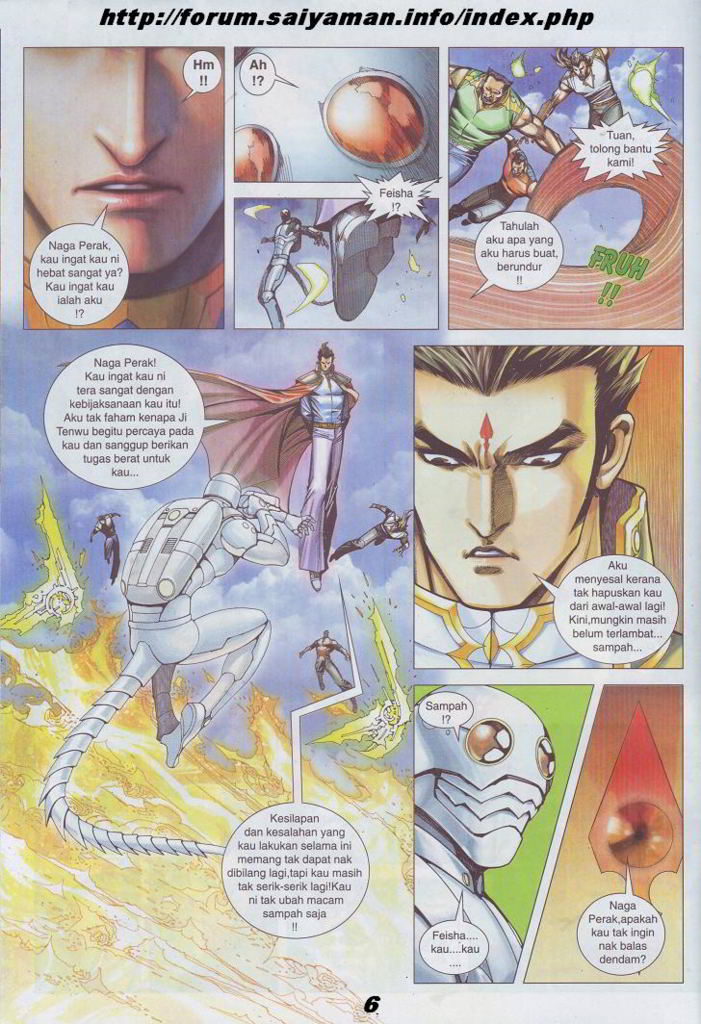 http://forum.saiyaman.info/index.php
Hm
!!
Naga Perak,
kau ingat kau ni
hebat sangat ya?
Kau ingat kau
ialah aku
!?
Ah
!?
Feisha
!?
Tuan,
tolong bantu
kami!
Tahulah
aku apa yang
aku harus buat,
berundur
!!
FRUH
!!
Naga Perak!
Kau ingat kau ni
tera sangat dengan
kebijaksanaan kau itu!
Aku tak faham kenapa Ji
Tenwu begitu percaya pada
kau dan sanggup berikan
tugas berat untuk
kau...
Kesilapan
dan kesalahan yang
kau lakukan selama ini
memang tak dapat nak
dibilang lagi,tapi kau masih
tak serik-serik lagi!Kau
ni tak ubah macam
sampah saja
!!
Aku
menyesal kerana
tak hapuskan kau
dari awal-awal lagi!
Kini,mungkin masih
belum terlambat...
sampah...
Sampah
!?
Feisha....
kau....kau
....
Naga
Perak,apakah
kau tak ingin
nak balas
dendam?
6